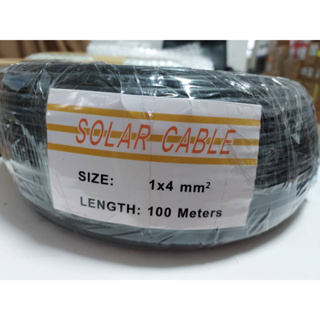 SOLAR CABLE
SIZE: 1x4 mm²
LENGTH: 100 Meters